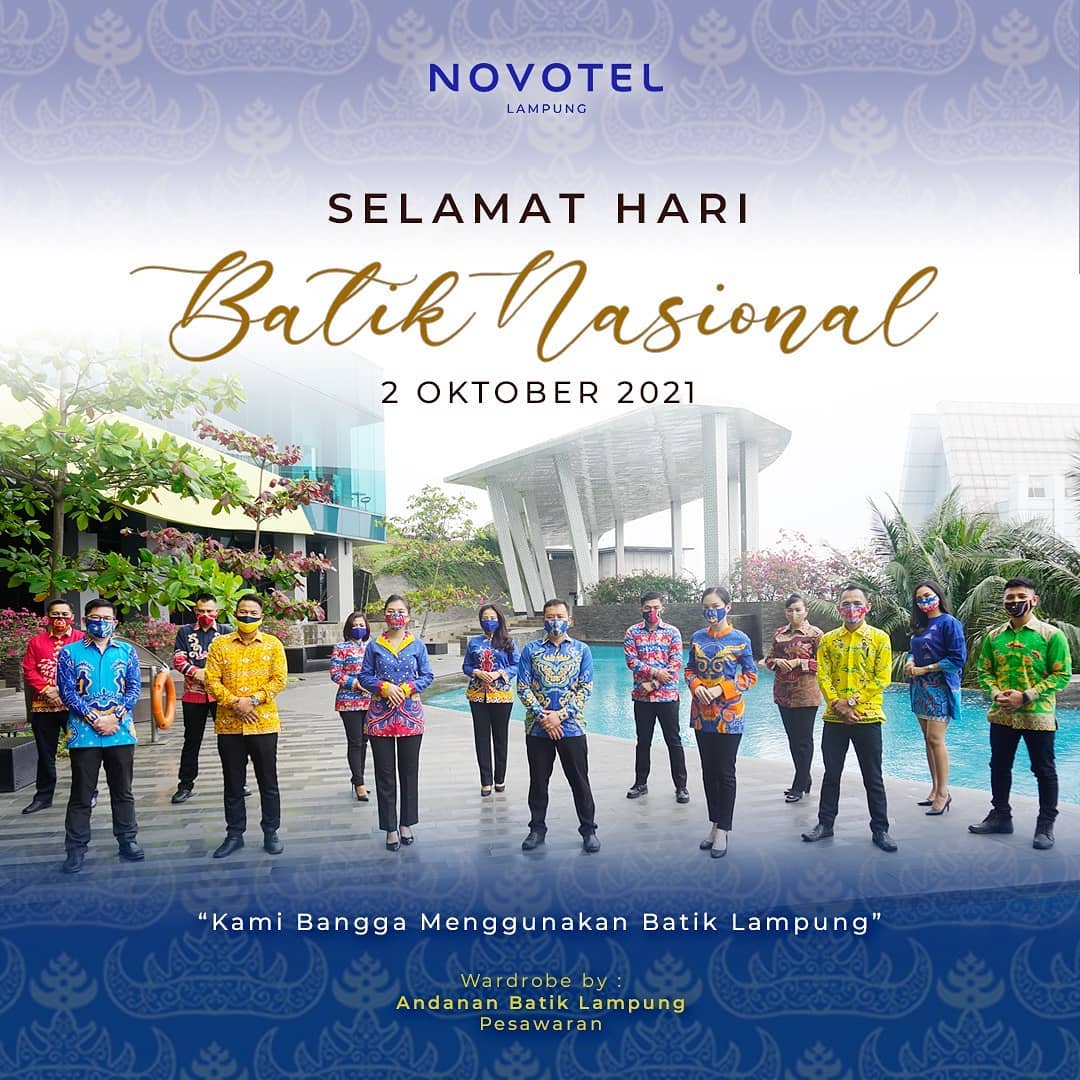 NOVOTEL
LAMPUNG
SELAMAT HARI
Batik Nasional
2 OKTOBER 2021
“Kami Bangga Menggunakan Batik Lampung”
Wardrobe by :
Andanan Batik Lampung
Pesawaran